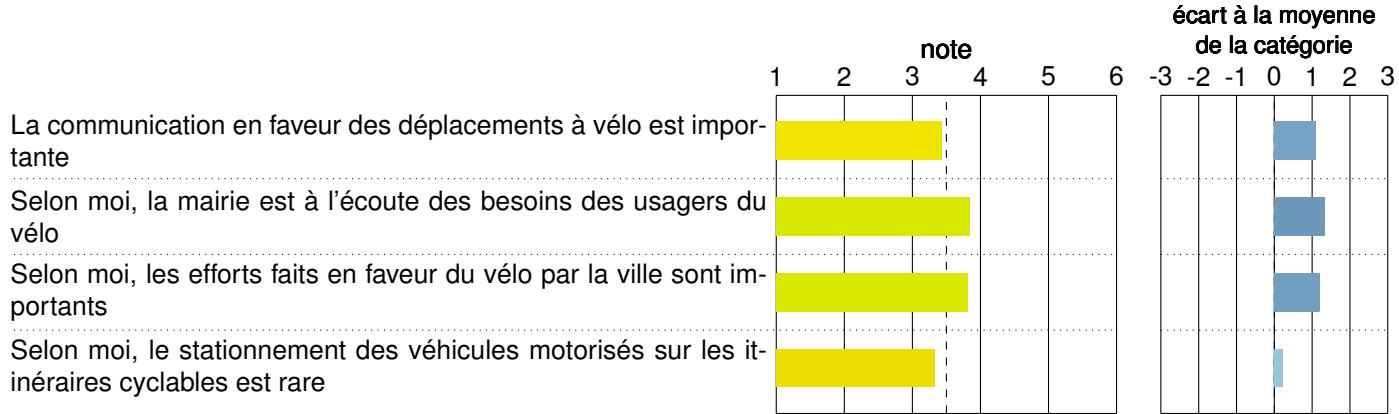 écart à la moyenne
note de la catégorie
1 2 3 4 5 6 -3 -2 -1 0 1 2 3
La communication en faveur des déplacements à vélo est impor-
tante
Selon moi, la mairie est à l'écoute des besoins des usagers du
vélo
Selon moi, les efforts faits en faveur du vélo par la ville sont im-
portants
Selon moi, le stationnement des véhicules motorisés sur les it-
inéraires cyclables est rare